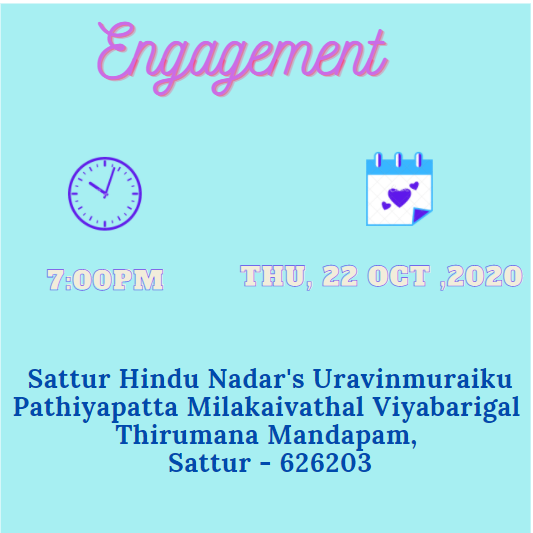 Engagement
7:00PM
THU, 22 OCT ,2020
Sattur Hindu Nadar's Uravinmuraiku
Pathiyapatta Milakaivathal Viyabarigal
Thirumana Mandapam,
Sattur - 626203